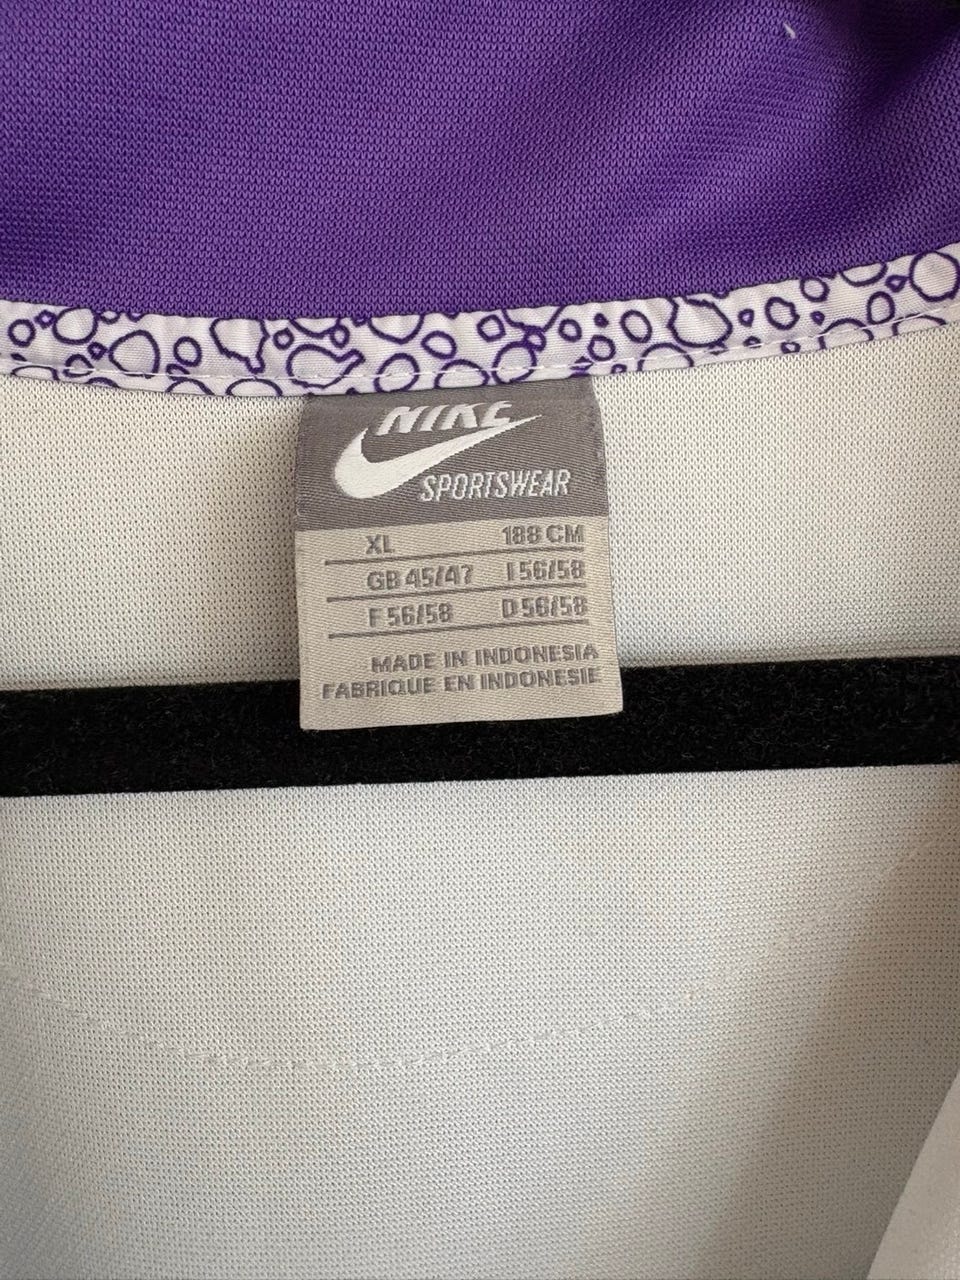 NIKE
SPORTSWEAR
XL 188 CM
GB 45/47 I 56/58
F 56/58 D 56/58
MADE IN INDONESIA
FABRIQUE EN INDONESIE